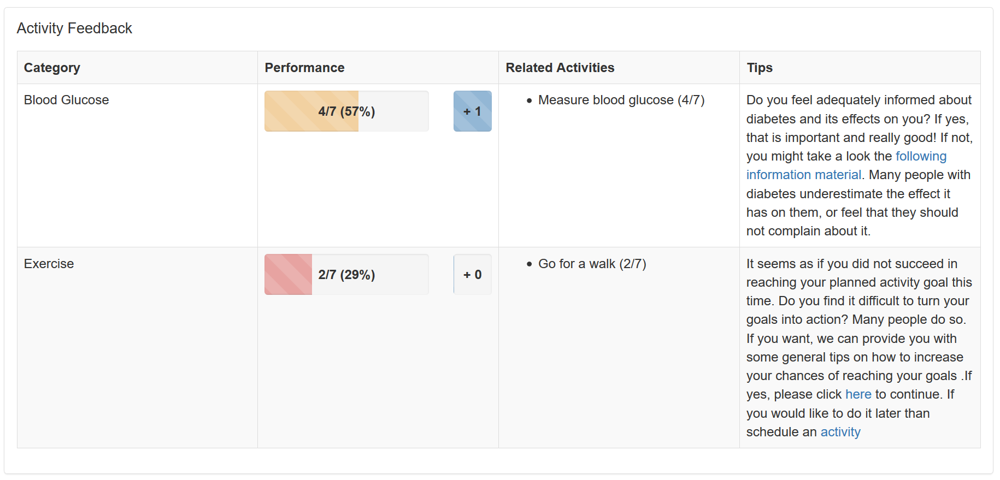 Activity Feedback
Category Performance Related Activities Tips
Blood Glucose
4/7 (57%)
+ 1
• Measure blood glucose (4/7)
Do you feel adequately informed about
diabetes and its effects on you? If yes,
that is important and really good! If not,
you might take a look the following
information material. Many people with
diabetes underestimate the effect it
has on them, or feel that they should
not complain about it.
Exercise
2/7 (29%)
+ 0
• Go for a walk (2/7)
It seems as if you did not succeed in
reaching your planned activity goal this
time. Do you find it difficult to turn your
goals into action? Many people do so.
If you want, we can provide you with
some general tips on how to increase
your chances of reaching your goals .If
yes, please click here to continue. If
you would like to do it later than
schedule an activity